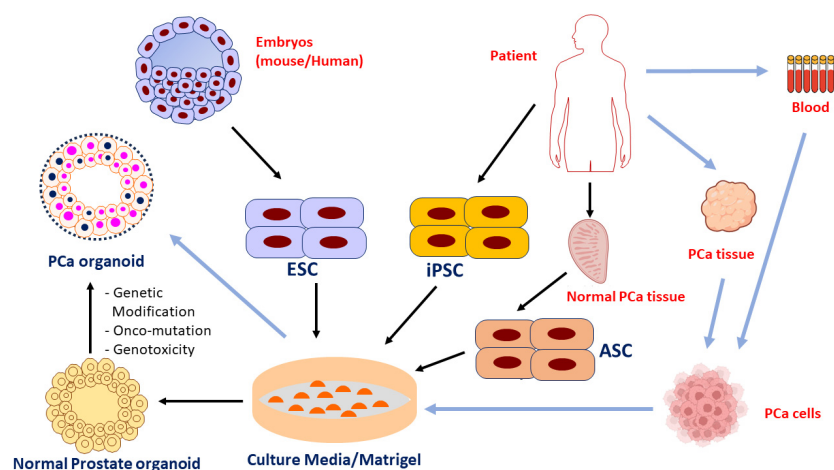 Embryos
(mouse/Human)
Patient
Blood
PCa organoid
ESC
iPSC
PCa tissue
Normal PCa tissue
- Genetic
Modification
- Onco-mutation
- Genotoxicity
ASC
Normal Prostate organoid
Culture Media/Matrigel
PCa cells